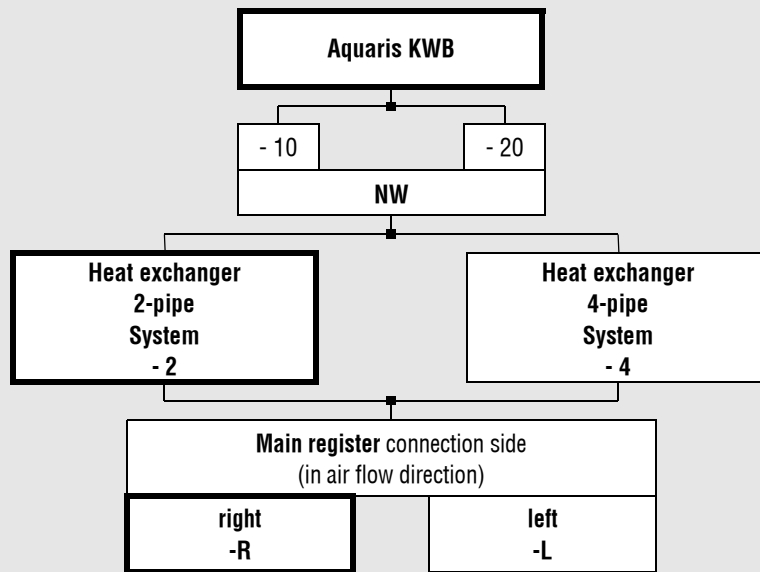 Aquaris KWB
- 10
- 20
NW
Heat exchanger
2-pipe
System
- 2
Heat exchanger
4-pipe
System
- 4
Main register connection side
(in air flow direction)
right
-R
left
-L